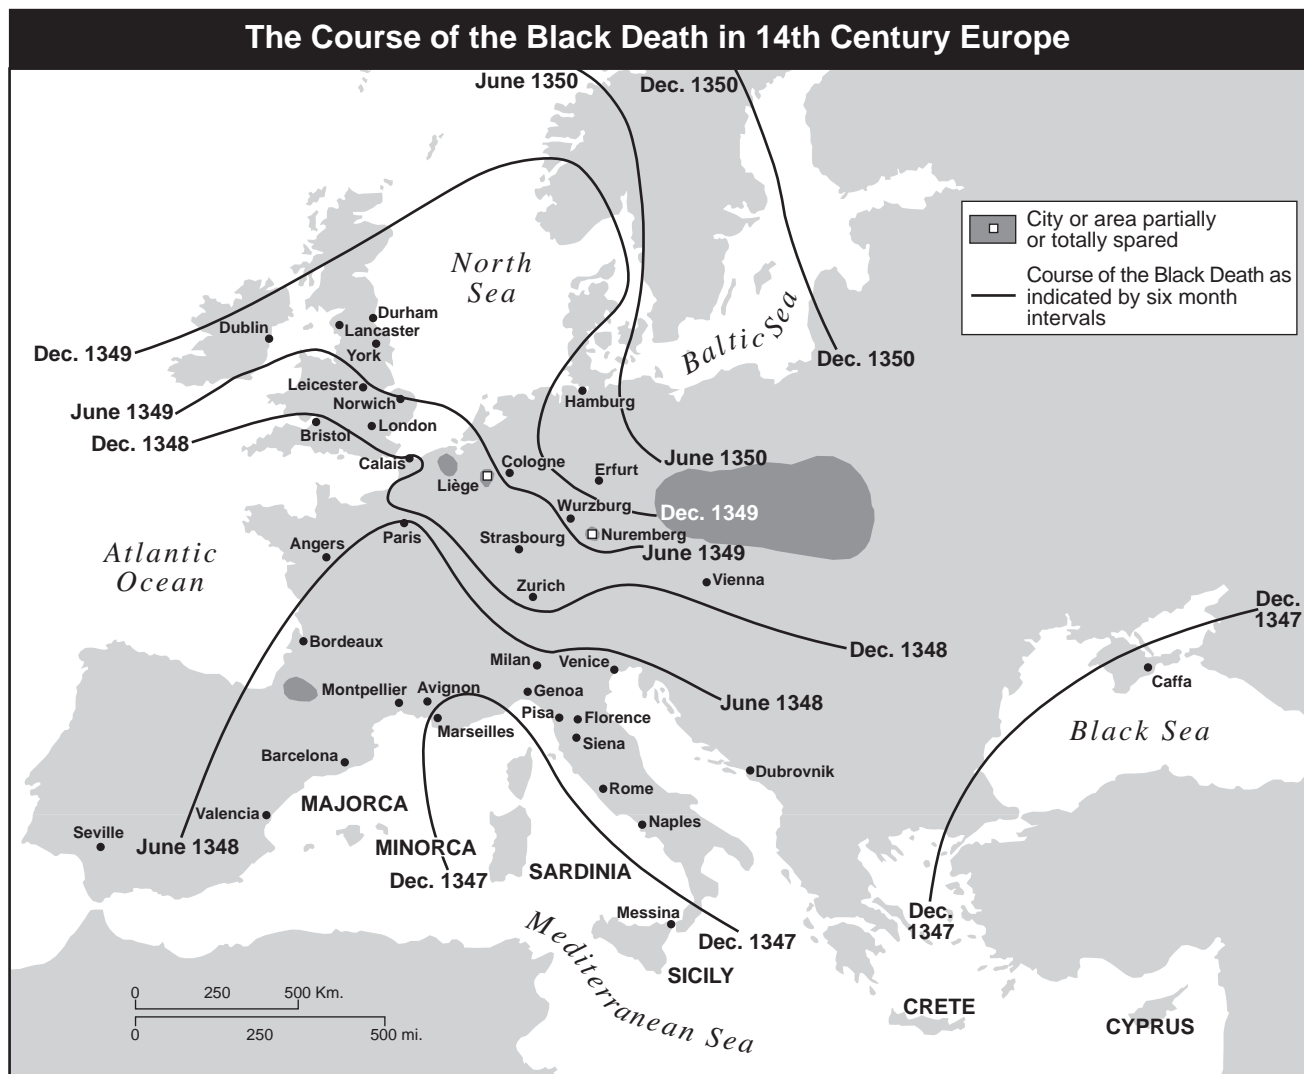 The Course of the Black Death in 14th Century Europe
June 1350
Dec. 1350
City or area partially
or totally spared
Course of the Black Death as
indicated by six month
intervals
North
Sea
Baltic Sea
Durham
Lancaster
York
Dublin
Dec. 1349
Dec. 1350
Leicester
Norwich
June 1349
Dec. 1348
Bristol
London
Hamburg
Calais
Cologne
June 1350
Erfurt
Liège
Wurzburg
Dec. 1349
Paris
Strasbourg
Nuremberg
June 1349
Angers
Atlantic
Ocean
Zurich
Vienna
Dec.
1347
Bordeaux
Dec. 1348
Milan
Venice
Caffa
Montpellier
Avignon
Genoa
June 1348
Pisa
Florence
Marseilles
Black Sea
Siena
Barcelona
Dubrovnik
Rome
MAJORCA
Valencia
Naples
Seville
June 1348
MINORCA
Dec. 1347
SARDINIA
Messina
Dec.
1347
Dec. 1347
Mediterranean Sea
SICILY
0 250 500 Km.
0 250 500 mi.
CRETE
CYPRUS